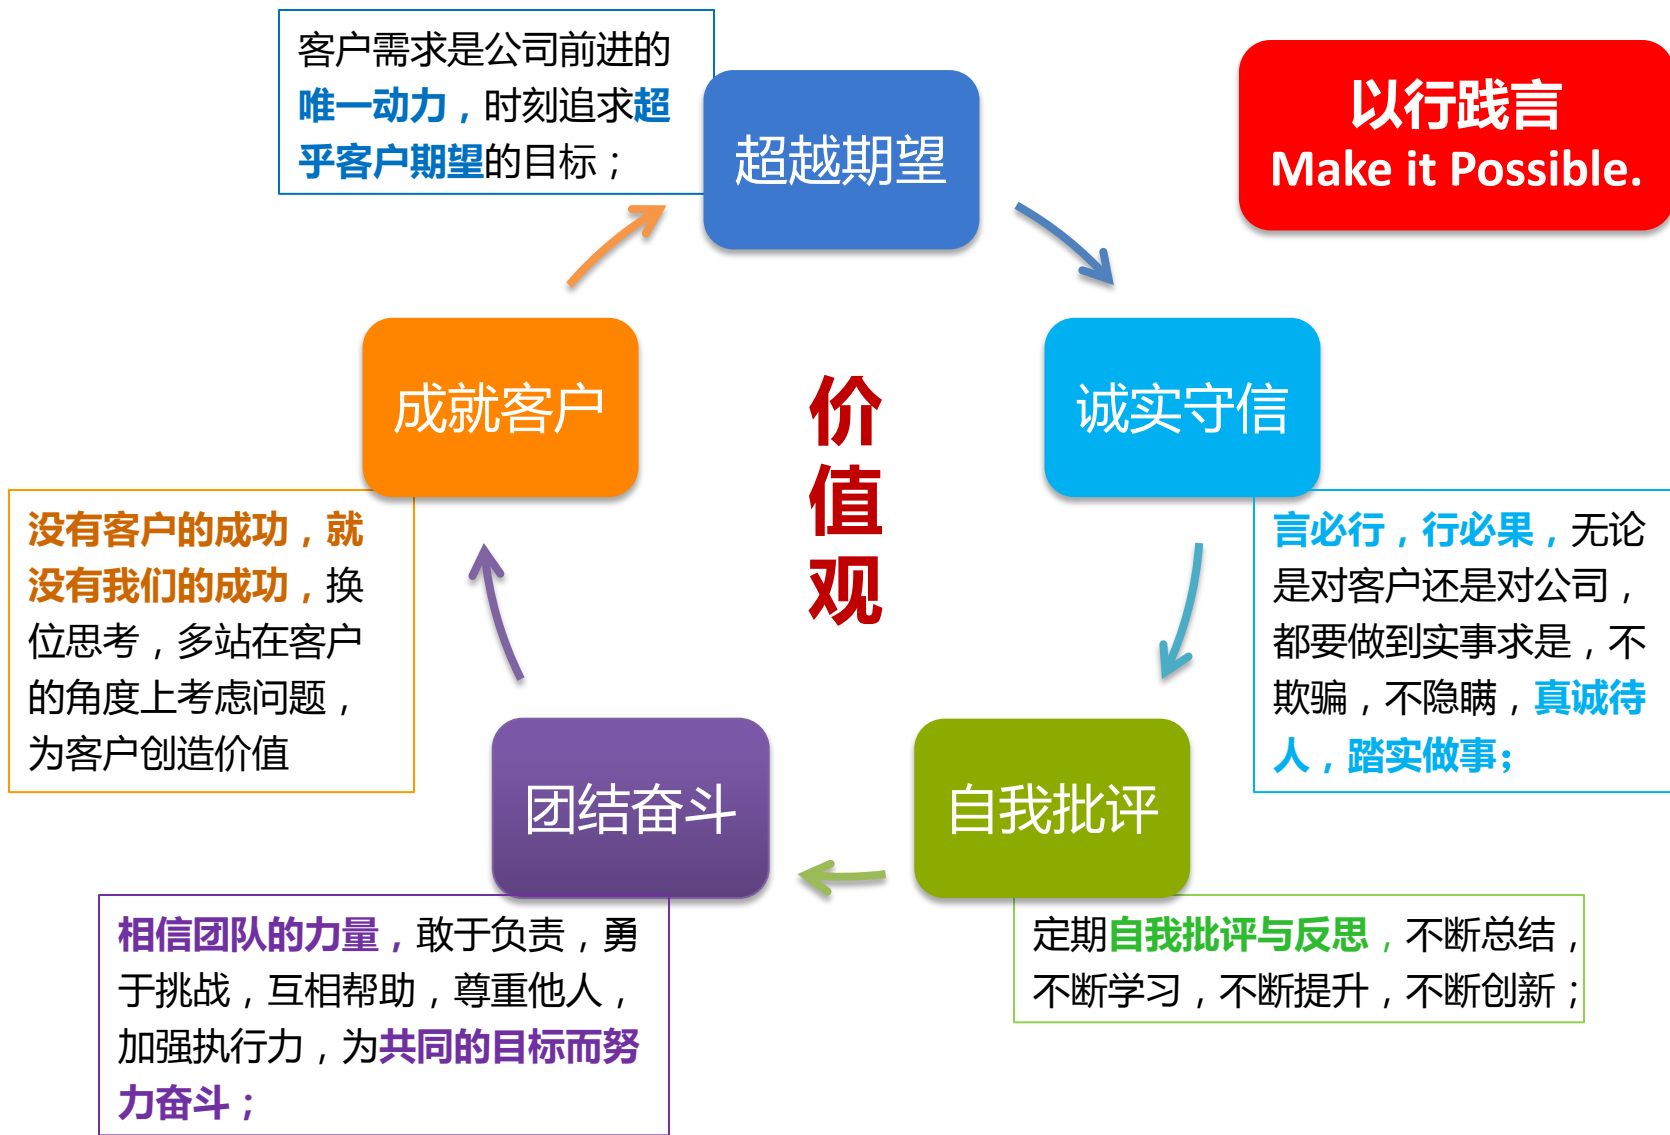 客户需求是公司前进的
唯一动力，时刻追求超
乎客户期望的目标；
超越期望
以行践言
Make it Possible.
成就客户
诚实守信
价
值
观
没有客户的成功，就
没有我们的成功，换
位思考，多站在客户
的角度上考虑问题，
为客户创造价值
言必行，行必果，无论
是对客户还是对公司，
都要做到实事求是，不
欺骗，不隐瞒，真诚待
人，踏实做事；
团结奋斗
自我批评
相信团队的力量，敢于负责，勇
于挑战，互相帮助，尊重他人，
加强执行力，为共同的目标而努
力奋斗；
定期自我批评与反思，不断总结，
不断学习，不断提升，不断创新；